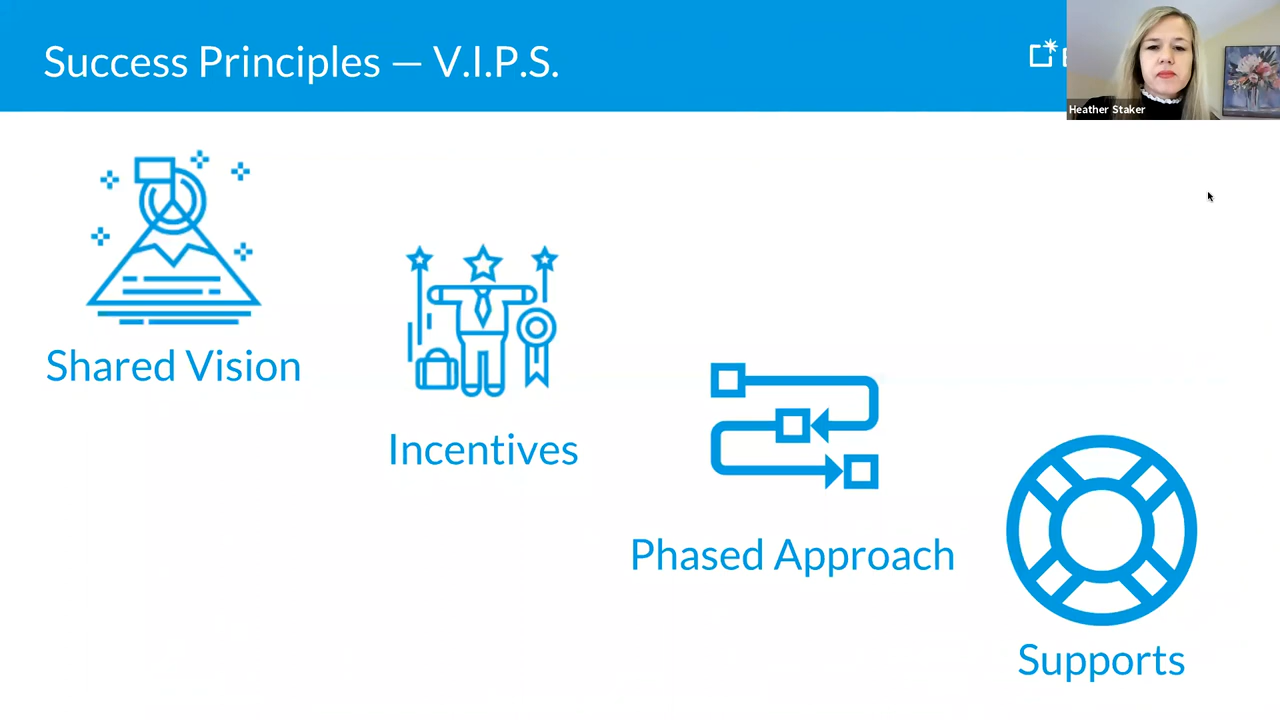 Success Principles — V.I.P.S.
Heather Staker
Shared Vision
Incentives
Phased Approach
Supports